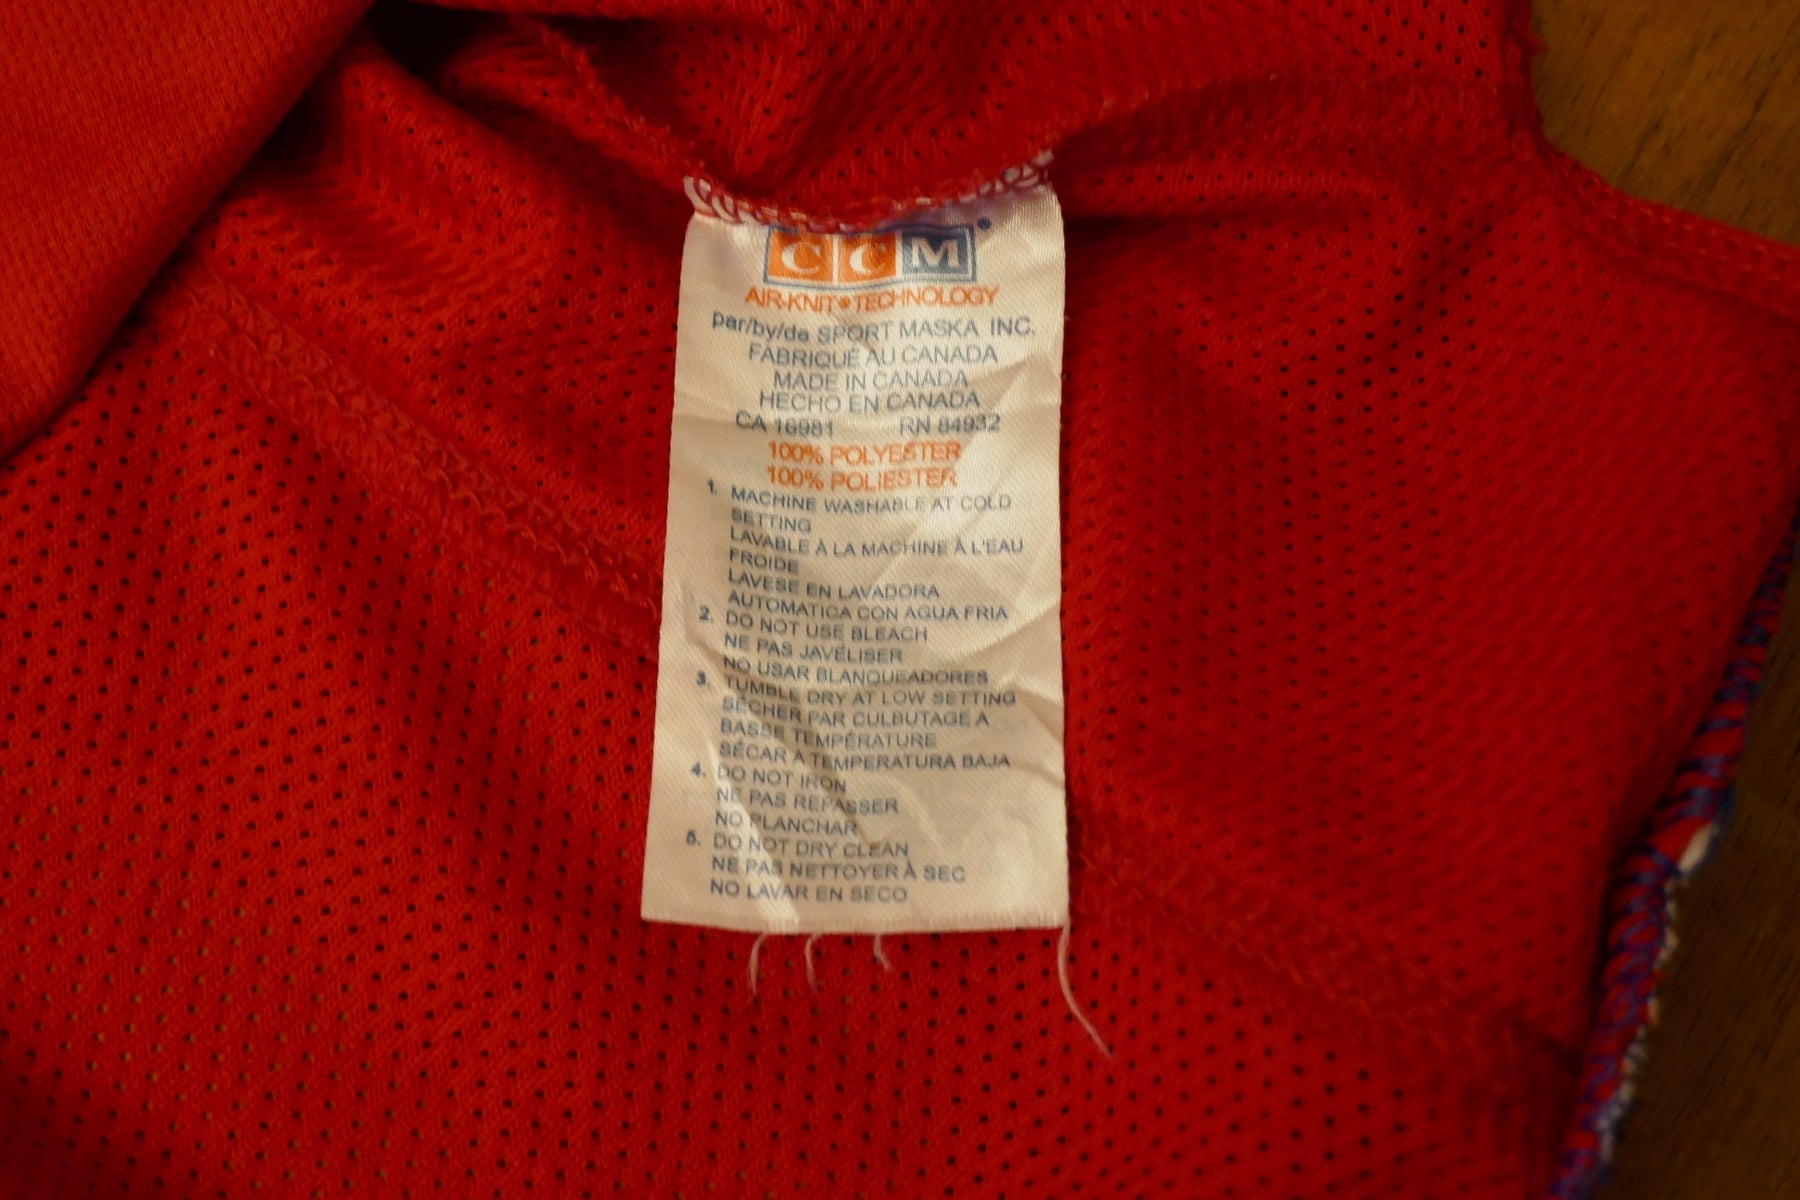 CCM®
AIR-KNIT® TECHNOLOGY
par/by/de SPORT MASKA INC.
FABRIQUÉ AU CANADA
MADE IN CANADA
HECHO EN CANADA
CA 16981 RN 84932
100% POLYESTER
100% POLIESTER
1. MACHINE WASHABLE AT COLD
SETTING
LAVABLE À LA MACHINE À L'EAU
FROIDE
LAVESE EN LAVADORA
AUTOMATICA CON AGUA FRIA
2. DO NOT USE BLEACH
NE PAS JAVÉLISER
NO USAR BLANQUEADORES
3. TUMBLE DRY AT LOW SETTING
SÉCHER PAR CULBUTAGE A
BASSE TEMPÉRATURE
SÉCAR A TEMPERATURA BAJA
4. DO NOT IRON
NE PAS REPASSER
NO PLANCHAR
5. DO NOT DRY CLEAN
NE PAS NETTOYER À SEC
NO LAVAR EN SECO